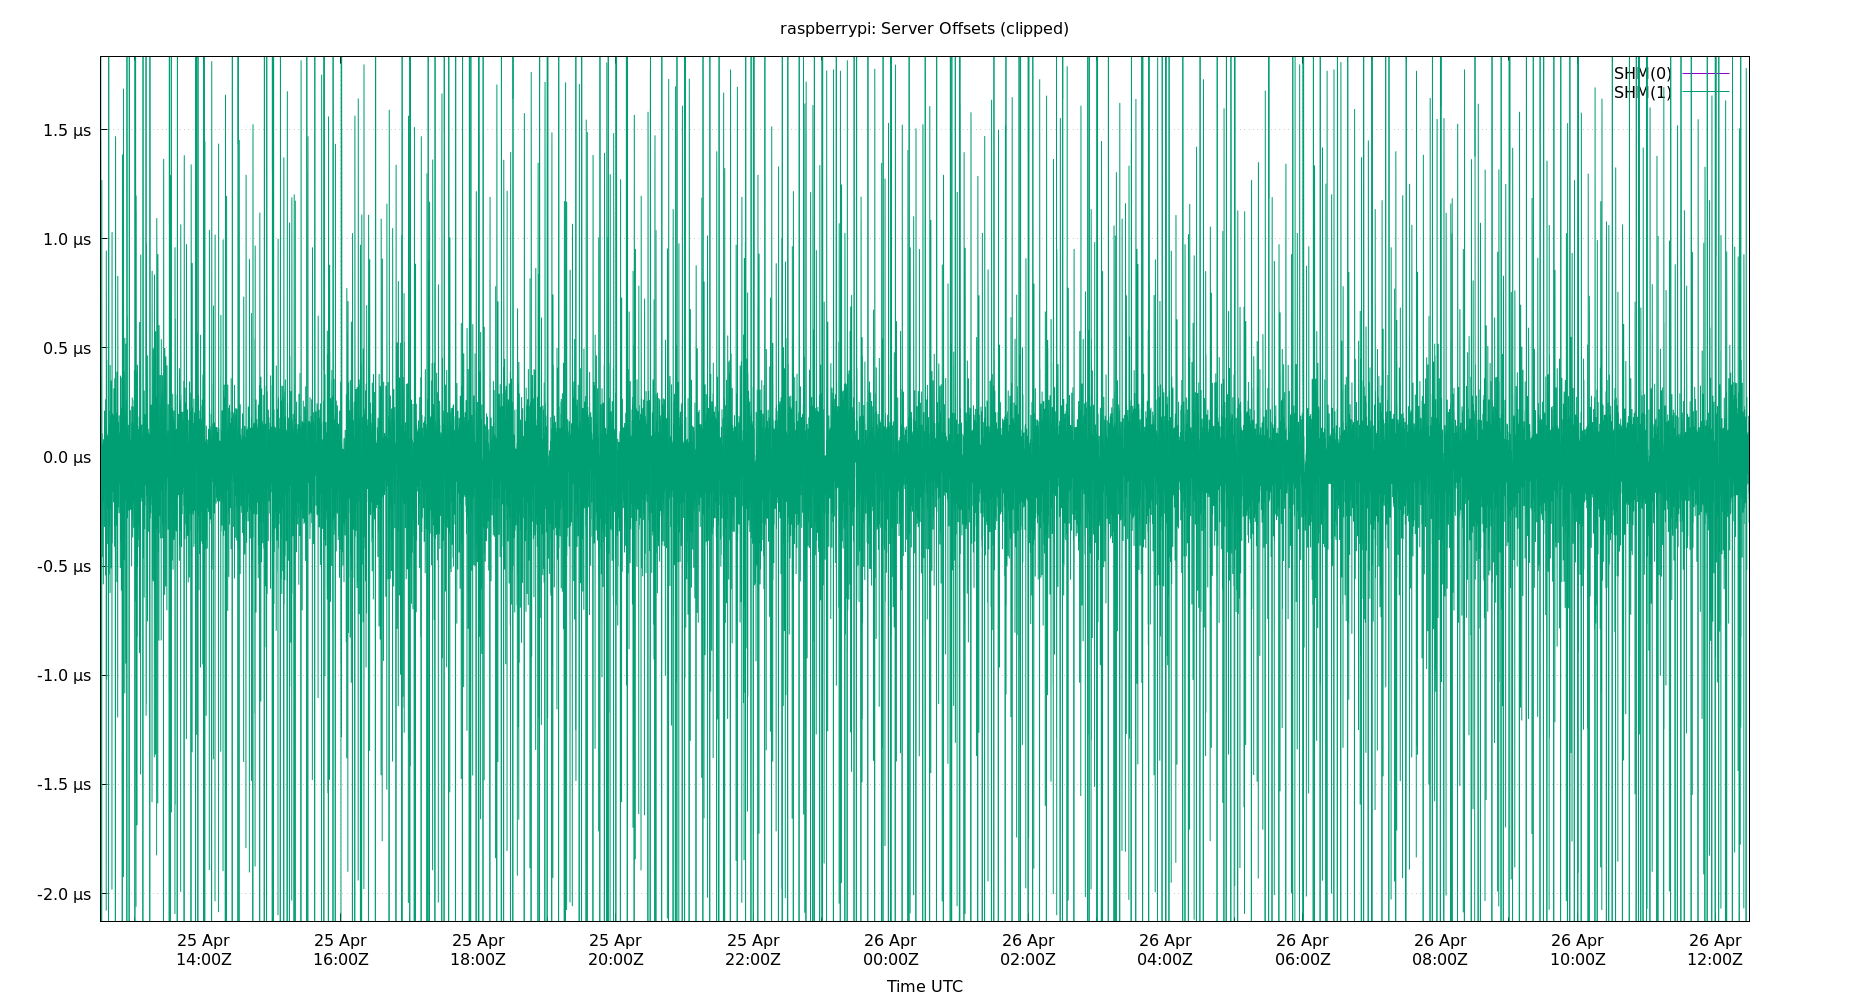 raspberrypi: Server Offsets (clipped)
SHM(0)
SHM(1)
1.5 µs
1.0 µs
0.5 µs
0.0 µs
-0.5 µs
-1.0 µs
-1.5 µs
-2.0 µs
25 Apr 25 Apr 25 Apr 25 Apr 25 Apr 26 Apr 26 Apr 26 Apr 26 Apr 26 Apr 26 Apr 26 Apr
14:00Z 16:00Z 18:00Z 20:00Z 22:00Z 00:00Z 02:00Z 04:00Z 06:00Z 08:00Z 10:00Z 12:00Z
Time UTC